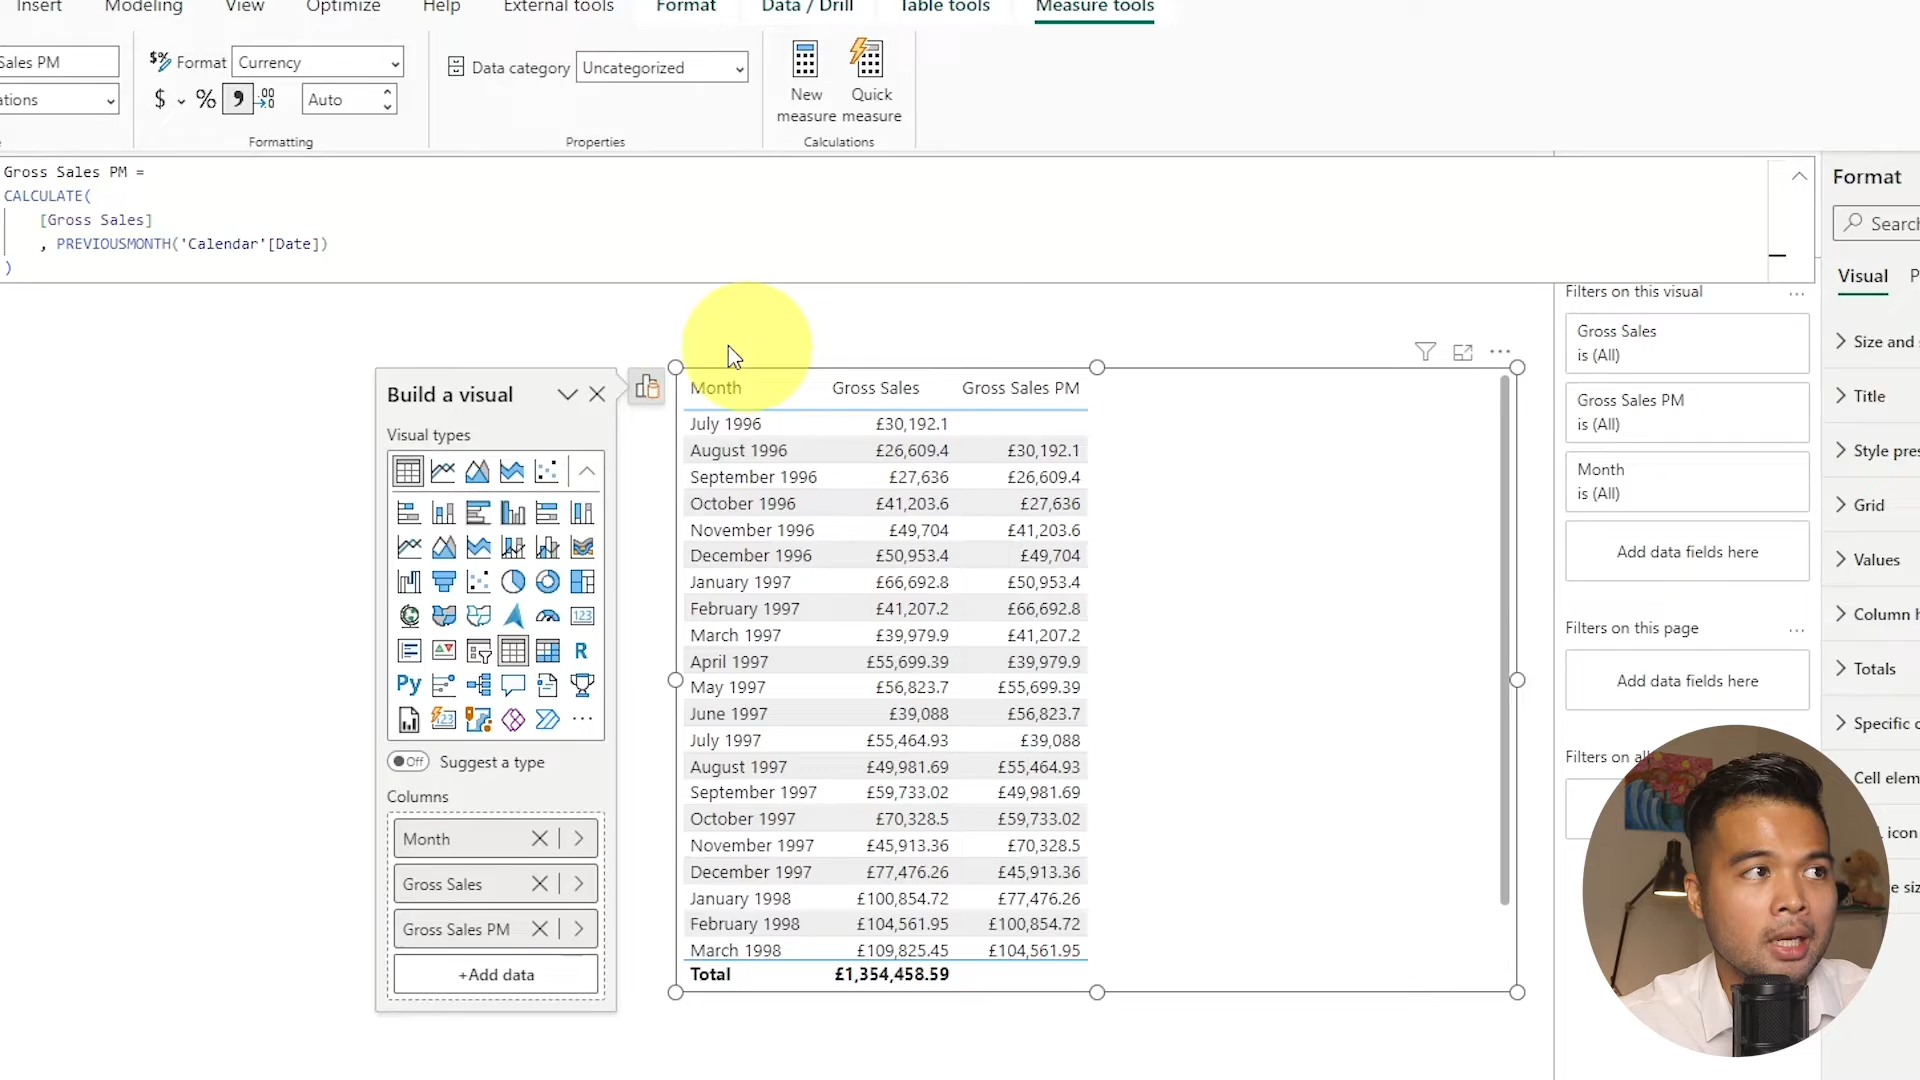 Insert Modeling View Optimize Help External tools Format Data / Drill Table tools Measure tools
Sales PM
Format Currency
ations
$ % Auto
Formatting
Data category Uncategorized
Properties
New measure
Quick measure
Calculations
Gross Sales PM =
CALCULATE(
[Gross Sales]
, PREVIOUSMONTH('Calendar'[Date])
)
Build a visual
Visual types
123
R
Py
123
Off Suggest a type
Columns
Month
Gross Sales
Gross Sales PM
+Add data
Month Gross Sales Gross Sales PM
July 1996 £30,192.1
August 1996 £26,609.4 £30,192.1
September 1996 £27,636 £26,609.4
October 1996 £41,203.6 £27,636
November 1996 £49,704 £41,203.6
December 1996 £50,953.4 £49,704
January 1997 £66,692.8 £50,953.4
February 1997 £41,207.2 £66,692.8
March 1997 £39,979.9 £41,207.2
April 1997 £55,699.39 £39,979.9
May 1997 £56,823.7 £55,699.39
June 1997 £39,088 £56,823.7
July 1997 £55,464.93 £39,088
August 1997 £49,981.69 £55,464.93
September 1997 £59,733.02 £49,981.69
October 1997 £70,328.5 £59,733.02
November 1997 £45,913.36 £70,328.5
December 1997 £77,476.26 £45,913.36
January 1998 £100,854.72 £77,476.26
February 1998 £104,561.95 £100,854.72
March 1998 £109,825.45 £104,561.95
Total £1,354,458.59
Filters on this visual ...
Gross Sales
is (All)
Gross Sales PM
is (All)
Month
is (All)
Add data fields here
Filters on this page ...
Add data fields here
Filters on al
Format
Search
Visual P
Size and s
Title
Style pres
Grid
Values
Column h
Totals
Specific c
Cell elem
icon
e siz